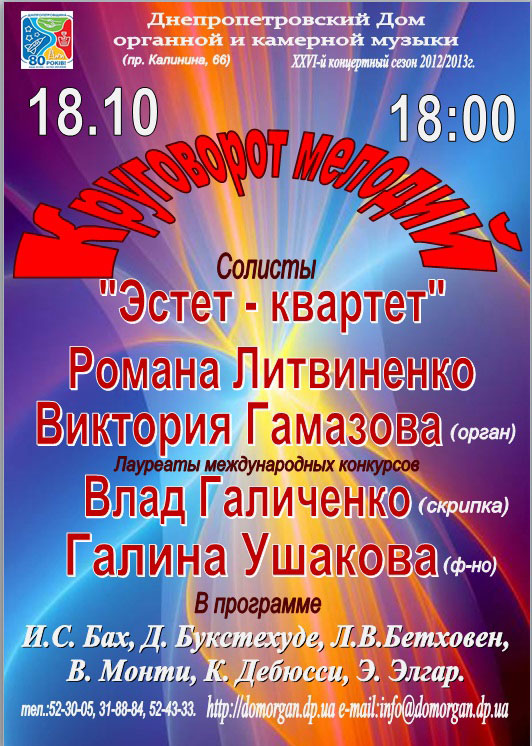 Днепропетровский Дом
органной и камерной музыки
(пр. Калинина, 66)
XXVI-й концертный сезон 2012/2013г.
80
РОКІВ!
18.10
18:00
Круговорот мелодий
Солисты
"Эстет - квартет"
Романа Литвиненко
Виктория Гамазова (орган)
Лауреаты международных конкурсов
Влад Галиченко (скрипка)
Галина Ушакова (ф-но)
В программе
И.С. Бах, Д. Букстехуде, Л.В.Бетховен,
В. Монти, К. Дебюсси, Э. Элгар.
тел.:52-30-05, 31-88-84, 52-43-33. http://domorgan.dp.ua e-mail:info@domorgan.dp.ua